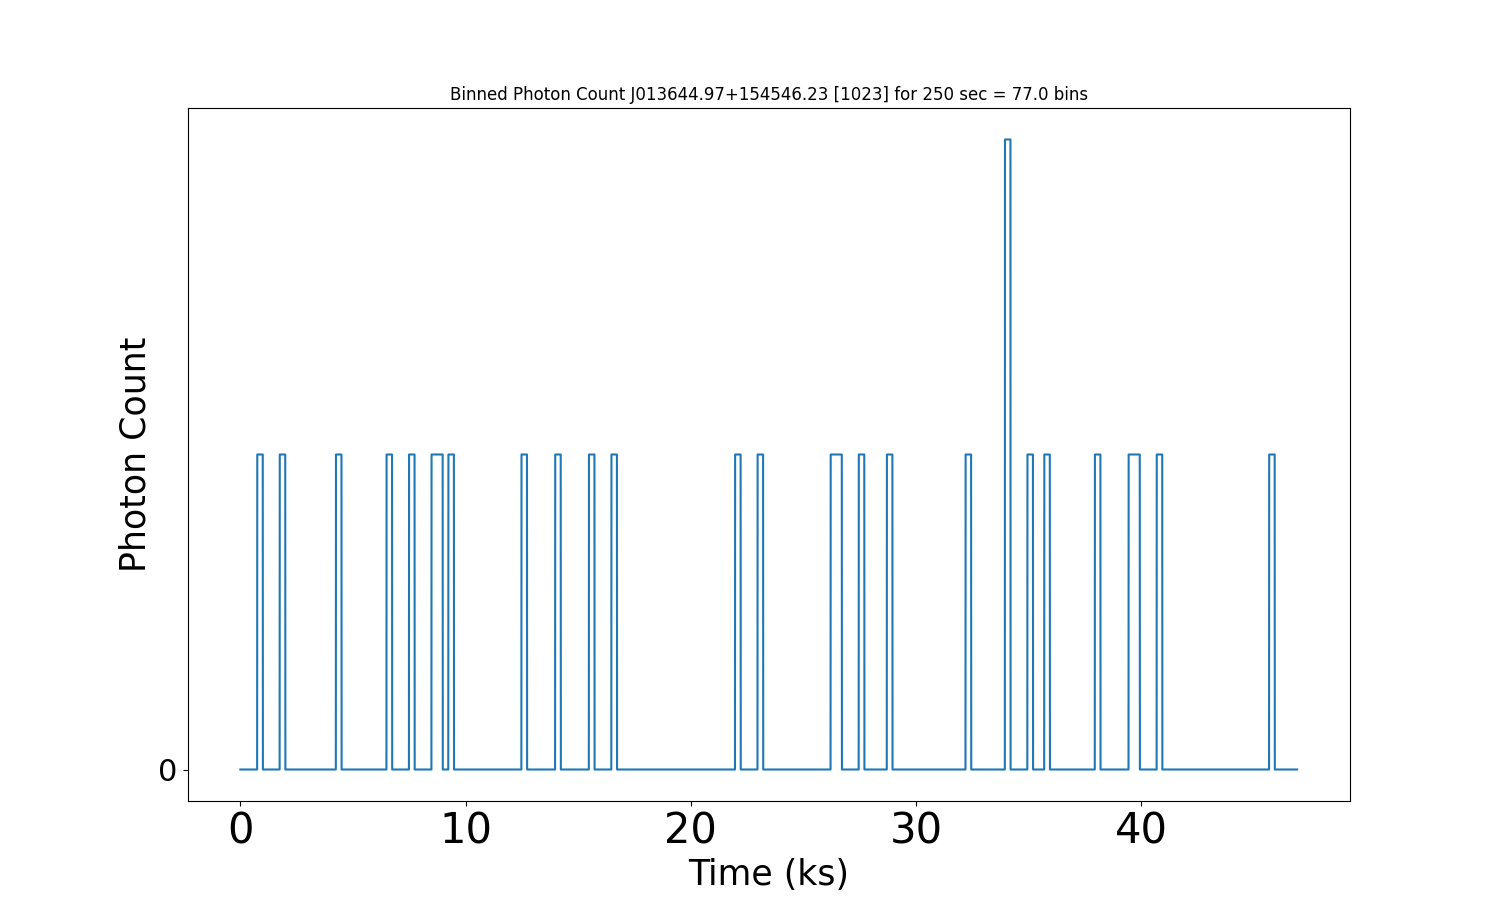 Binned Photon Count J013644.97+154546.23 [1023] for 250 sec = 77.0 bins
Photon Count
0
0 10 20 30 40
Time (ks)